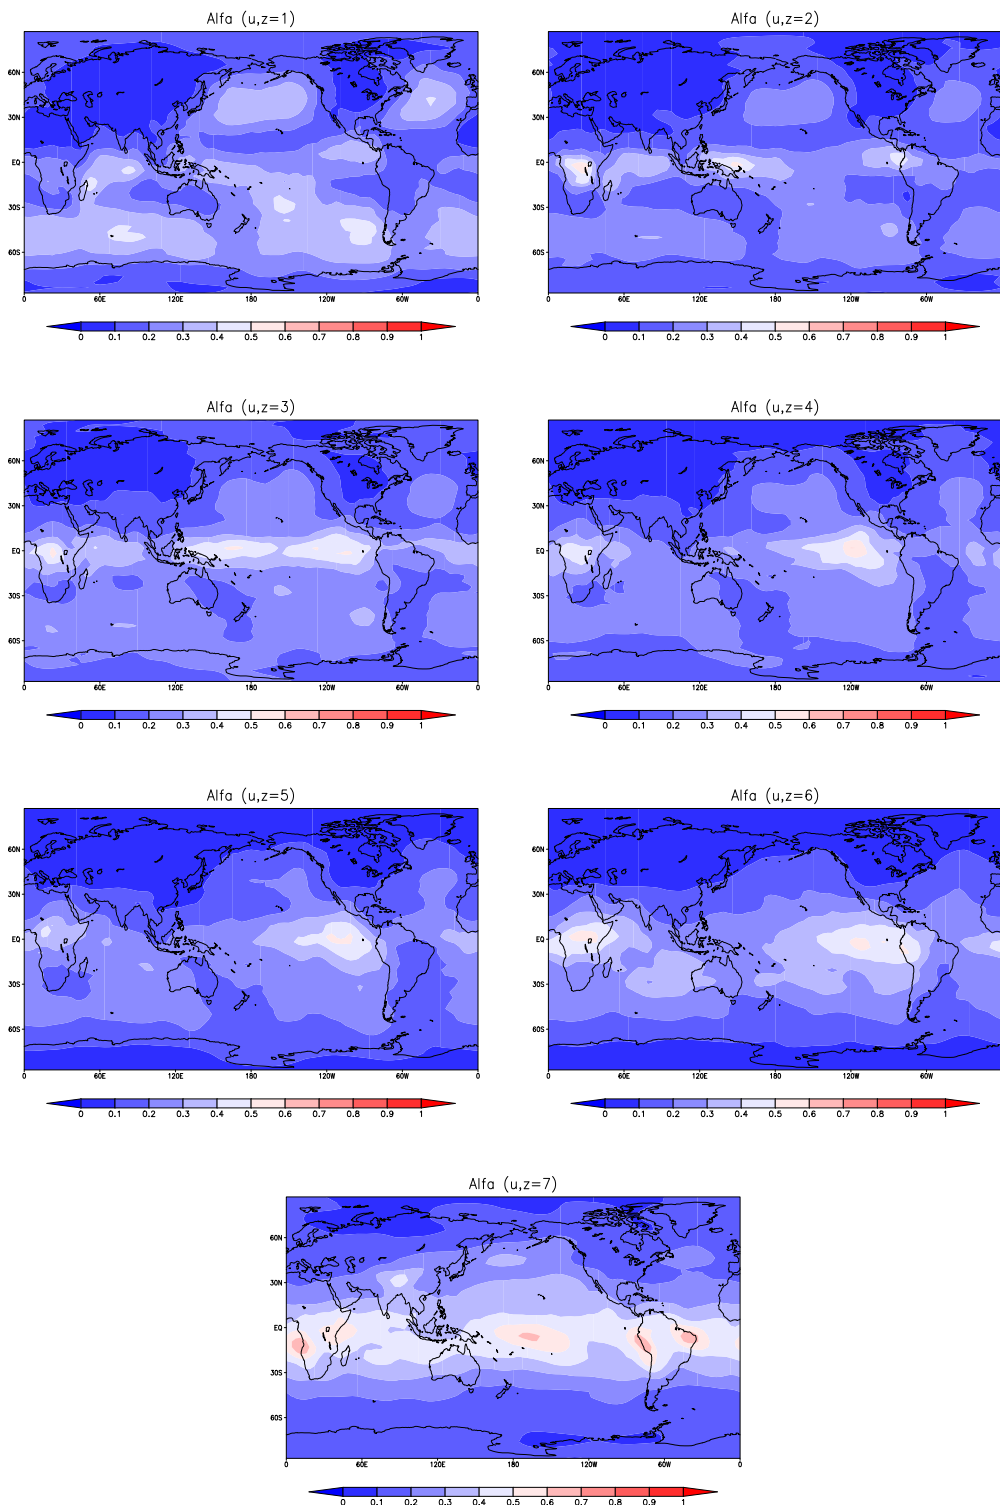 Alfa (u,z=1)
60N
30N
EQ
30S
60S
0 60E 120E 180 120W 60W 0
0 0.1 0.2 0.3 0.4 0.5 0.6 0.7 0.8 0.9 1
Alfa (u,z=2)
60N
30N
EQ
30S
60S
0 60E 120E 180 120W 60W
0 0.1 0.2 0.3 0.4 0.5 0.6 0.7 0.8 0.9 1
Alfa (u,z=3)
60N
30N
EQ
30S
60S
0 60E 120E 180 120W 60W 0
0 0.1 0.2 0.3 0.4 0.5 0.6 0.7 0.8 0.9 1
Alfa (u,z=4)
60N
30N
EQ
30S
60S
0 60E 120E 180 120W 60W
0 0.1 0.2 0.3 0.4 0.5 0.6 0.7 0.8 0.9 1
Alfa (u,z=5)
60N
30N
EQ
30S
60S
0 60E 120E 180 120W 60W 0
0 0.1 0.2 0.3 0.4 0.5 0.6 0.7 0.8 0.9 1
Alfa (u,z=6)
60N
30N
EQ
30S
60S
0 60E 120E 180 120W 60W
0 0.1 0.2 0.3 0.4 0.5 0.6 0.7 0.8 0.9 1
Alfa (u,z=7)
60N
30N
EQ
30S
60S
0 60E 120E 180 120W 60W 0
0 0.1 0.2 0.3 0.4 0.5 0.6 0.7 0.8 0.9 1